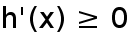 h'(x) ≥ 0